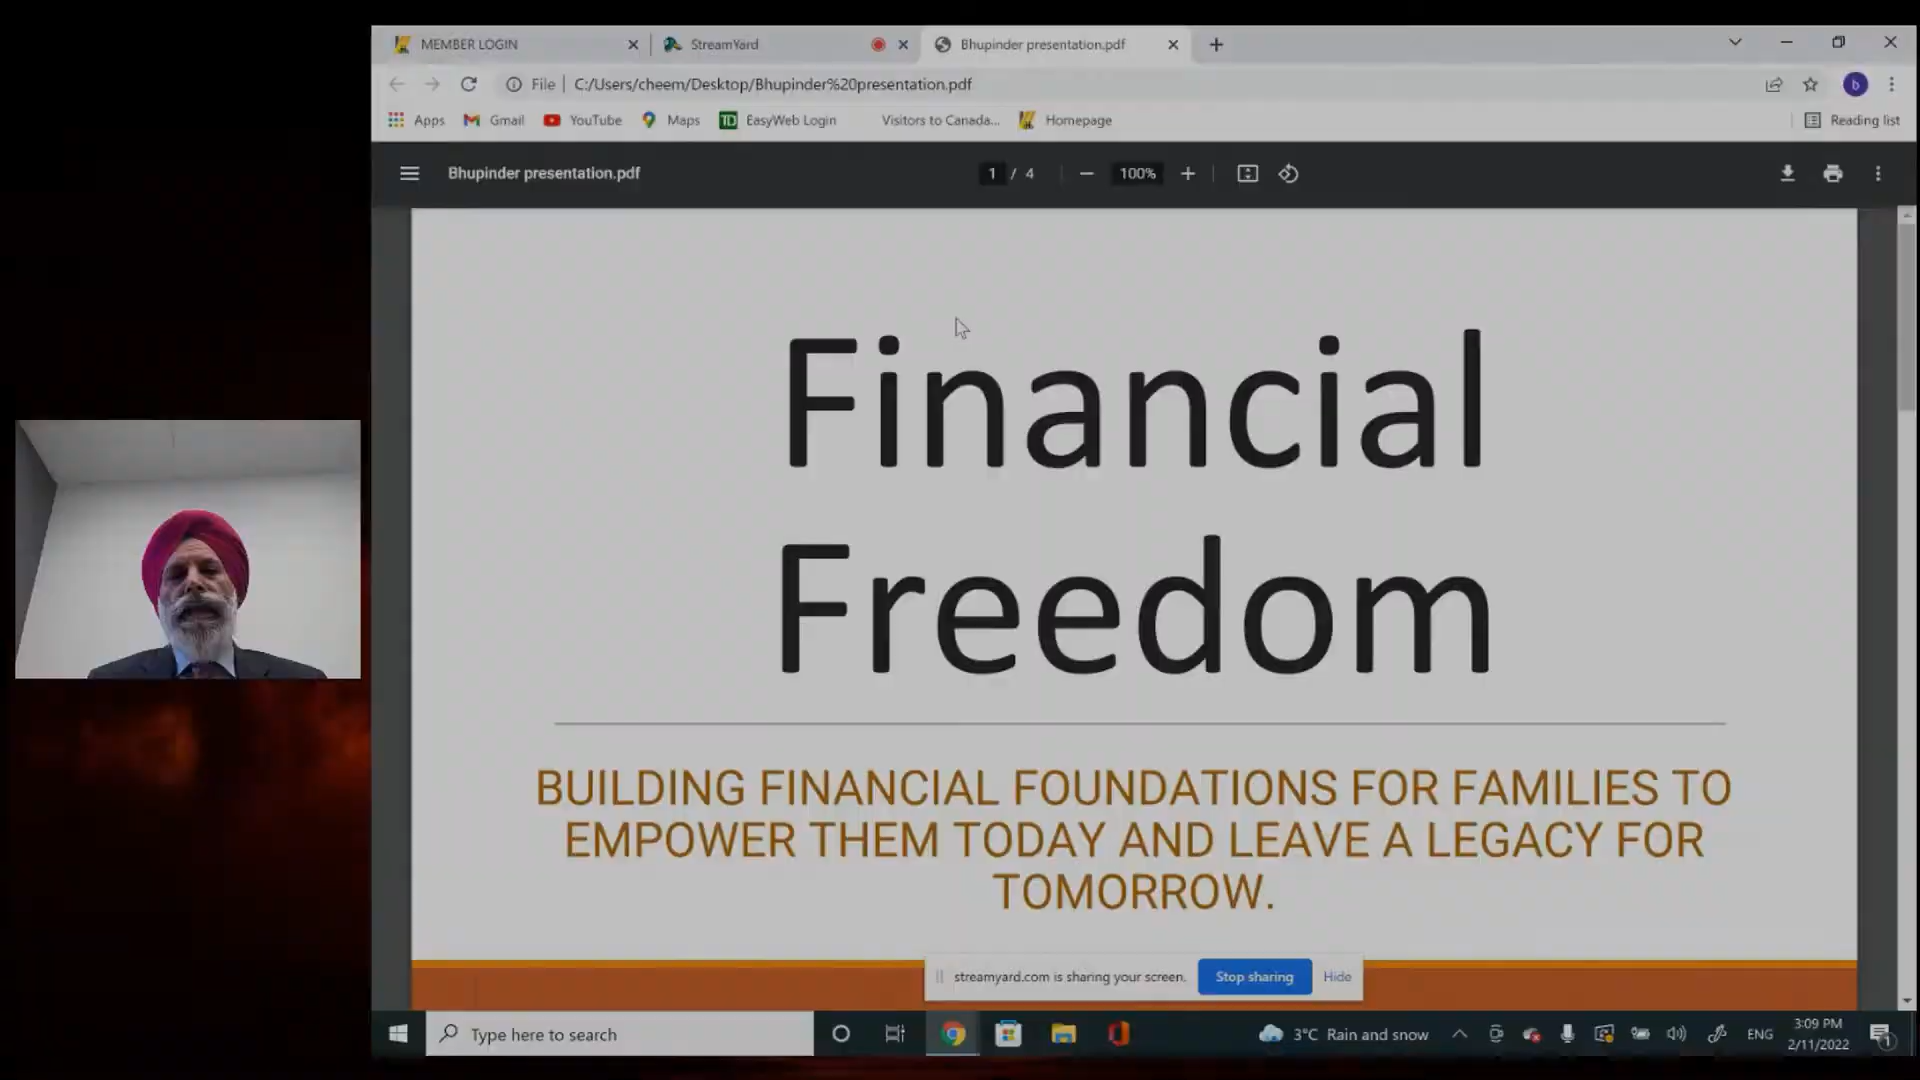 MEMBER LOGIN
StreamYard
Bhupinder presentation.pdf
File
C:/Users/cheem/Desktop/Bhupinder%20presentation.pdf
b
Apps
Gmail
YouTube
Maps
TD
EasyWeb Login
Visitors to Canada...
Homepage
Reading list
Bhupinder presentation.pdf
1 / 4
100%
Financial
Freedom
BUILDING FINANCIAL FOUNDATIONS FOR FAMILIES TO
EMPOWER THEM TODAY AND LEAVE A LEGACY FOR
TOMORROW.
streamyard.com is sharing your screen.
Stop sharing
Hide
Type here to search
3°C Rain and snow
ENG
3:09 PM
2/11/2022
1